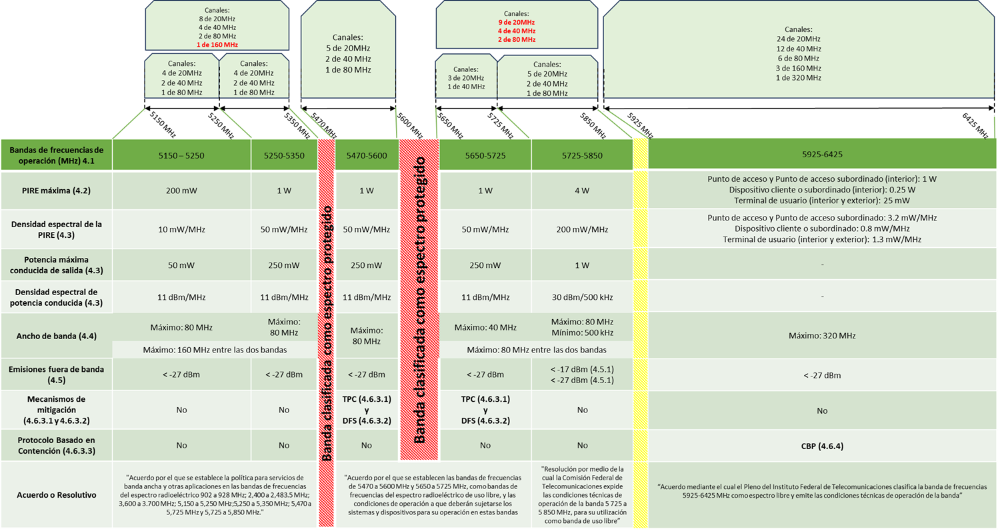 Canales:
8 de 20MHz
4 de 40 MHz
2 de 80 MHz
1 de 160 MHz
Canales:
4 de 20MHz
2 de 40 MHz
1 de 80 MHz
Canales:
4 de 20MHz
2 de 40 MHz
1 de 80 MHz
Canales:
5 de 20MHz
2 de 40 MHz
1 de 80 MHz
Canales:
9 de 20MHz
4 de 40 MHz
2 de 80 MHz
Canales:
3 de 20MHz
1 de 40 MHz
Canales:
5 de 20MHz
2 de 40 MHz
1 de 80 MHz
Canales:
24 de 20MHz
12 de 40 MHz
6 de 80 MHz
3 de 160 MHz
1 de 320 MHz
5150 MHz
5250 MHz
5350 MHz
5470 MHz
5600 MHz
5650 MHz
5725 MHz
5850 MHz
5925 MHz
6425 MHz
Bandas de frecuencias de
operación (MHz) 4.1
5150 – 5250
5250-5350
5470-5600
5650-5725
5725-5850
5925-6425
Banda clasificada como espectro protegido
Banda clasificada como espectro protegido
PIRE máxima (4.2)
200 mW
1 W
1 W
1 W
4 W
Punto de acceso y Punto de acceso subordinado (interior): 1 W
Dispositivo cliente o subordinado (interior): 0.25 W
Terminal de usuario (interior y exterior): 25 mW
Densidad espectral de la
PIRE (4.3)
10 mW/MHz
50 mW/MHz
50 mW/MHz
50 mW/MHz
200 mW/MHz
Punto de acceso y Punto de acceso subordinado: 3.2 mW/MHz
Dispositivo cliente o subordinado: 0.8 mW/MHz
Terminal de usuario (interior y exterior): 1.3 mW/MHz
Potencia máxima
conducida de salida (4.3)
50 mW
250 mW
250 mW
250 mW
1 W
-
Densidad espectral de
potencia conducida (4.3)
11 dBm/MHz
11 dBm/MHz
11 dBm/MHz
11 dBm/MHz
30 dBm/500 kHz
-
Ancho de banda (4.4)
Máximo: 80 MHz
Máximo:
80 MHz
Máximo: 160 MHz entre las dos bandas
Máximo:
80 MHz
Máximo: 40 MHz
Máximo: 80 MHz
Mínimo: 500 kHz
Máximo: 80 MHz entre las dos bandas
Máximo: 320 MHz
Emisiones fuera de banda
(4.5)
< -27 dBm
< -27 dBm
< -27 dBm
< -27 dBm
< -17 dBm (4.5.1)
< -27 dBm (4.5.1)
< -27 dBm
Mecanismos de
mitigación
(4.6.3.1 y 4.6.3.2)
No
No
TPC (4.6.3.1)
y
DFS (4.6.3.2)
TPC (4.6.3.1)
y
DFS (4.6.3.2)
No
No
Protocolo Basado en
Contención (4.6.3.3)
No
No
No
No
No
CBP (4.6.4)
Acuerdo o Resolutivo
"Acuerdo por el que se establece la política para servicios de
banda ancha y otras aplicaciones en las bandas de frecuencias
del espectro radioeléctrico 902 a 928 MHz; 2,400 a 2,483.5 MHz;
3,600 a 3.700 MHz; 5,150 a 5,250 MHz;5,250 a 5,350 MHz; 5,470 a
5,725 MHz y 5,725 a 5,850 MHz."
"Acuerdo por el que se establecen las bandas de frecuencias
de 5470 a 5600 MHz y 5650 a 5725 MHz, como bandas de
frecuencias del espectro radioeléctrico de uso libre, y las
condiciones de operación a que deberán sujetarse los
sistemas y dispositivos para su operación en estas bandas
"Resolución por medio de la
cual la Comisión Federal de
Telecomunicaciones expide
las condiciones técnicas de
operación de la banda 5 725 a
5 850 MHz, para su utilización
como banda de uso libre”
“Acuerdo mediante el cual el Pleno del Instituto Federal de Telecomunicaciones clasifica la banda de frecuencias
5925-6425 MHz como espectro libre y emite las condiciones técnicas de operación de la banda”